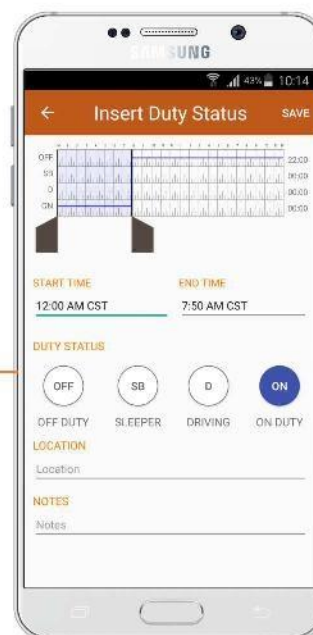 SAMSUNG
43% 10:14
Insert Duty Status SAVE
OFF 22:00
SB 00:00
D 00:00
ON 00:00
START TIME END TIME
12:00 AM CST 7:50 AM CST
DUTY STATUS
OFF SB D ON
OFF DUTY SLEEPER DRIVING ON DUTY
LOCATION
Location
NOTES
Notes